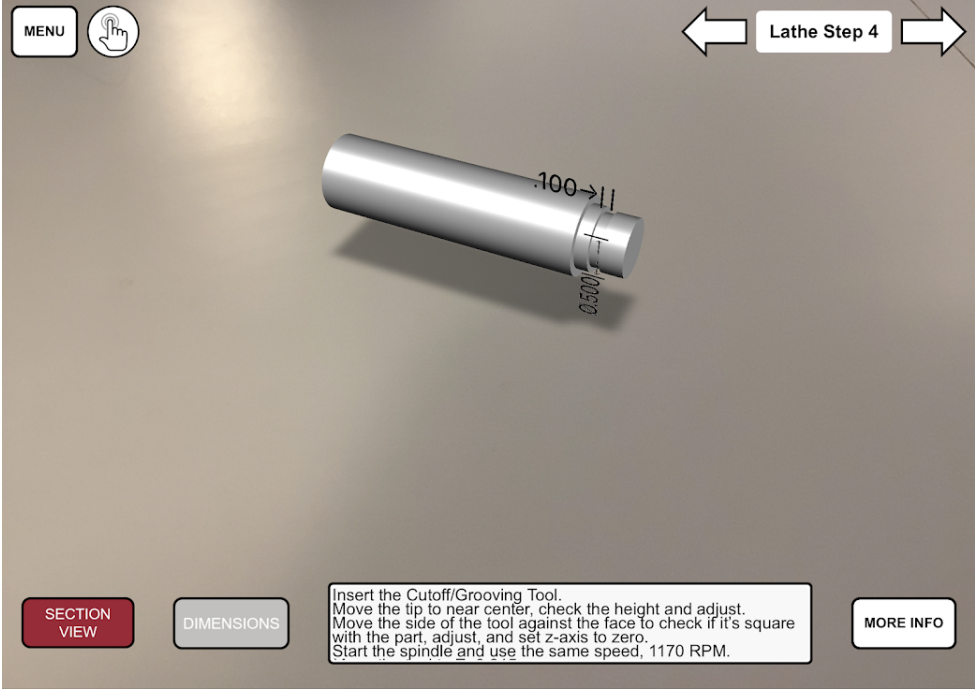 MENU
Lathe Step 4
.100
0.500
Insert the Cutoff/Grooving Tool.
Move the tip to near center, check the height and adjust.
Move the side of the tool against the face to check if it's square
with the part, adjust, and set z-axis to zero.
Start the spindle and use the same speed, 1170 RPM.
SECTION
VIEW
DIMENSIONS
MORE INFO